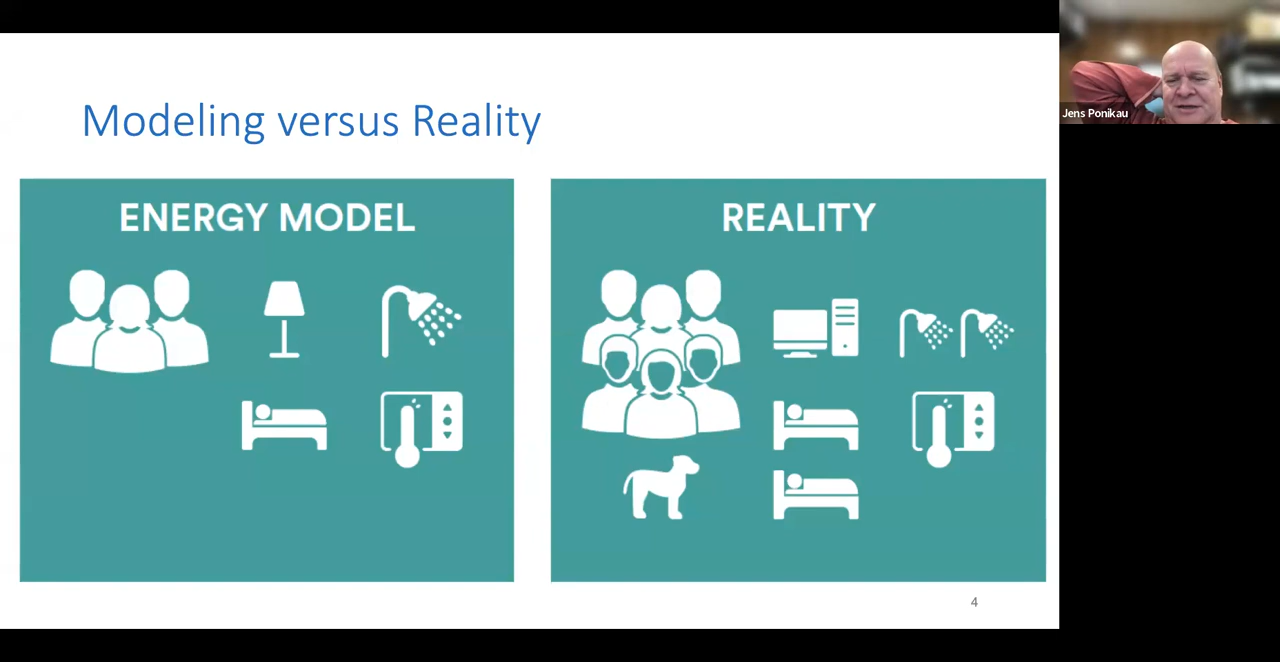 Modeling versus Reality
ENERGY MODEL
REALITY
4
Jens Ponikau